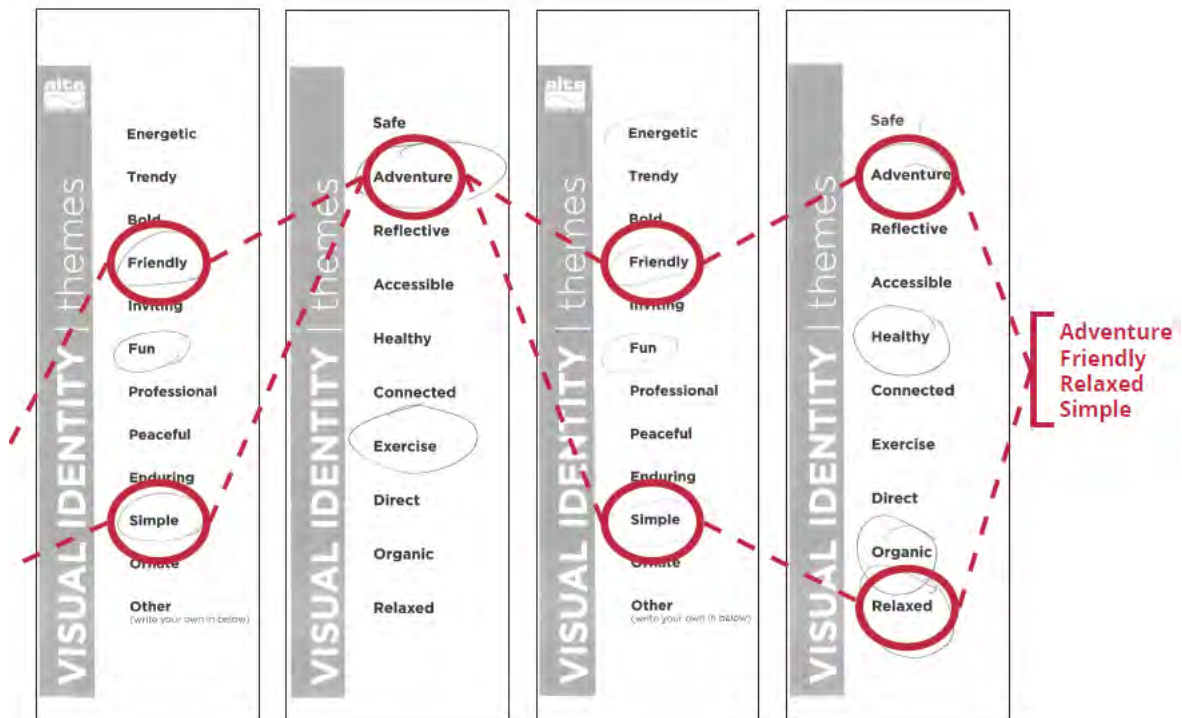 alta
VISUAL IDENTITY | themes
Energetic
Trendy
Bold
Friendly
Inviting
Fun
Professional
Peaceful
Enduring
Simple
Ornate
Other
(write your own in below)
VISUAL IDENTITY | themes
Safe
Adventure
Reflective
Accessible
Healthy
Connected
Exercise
Direct
Organic
Relaxed
alta
VISUAL IDENTITY | themes
Energetic
Trendy
Bold
Friendly
Inviting
Fun
Professional
Peaceful
Enduring
Simple
Ornate
Other
(write your own in below)
VISUAL IDENTITY | themes
Safe
Adventure
Reflective
Accessible
Healthy
Connected
Exercise
Direct
Organic
Relaxed
Adventure
Friendly
Relaxed
Simple